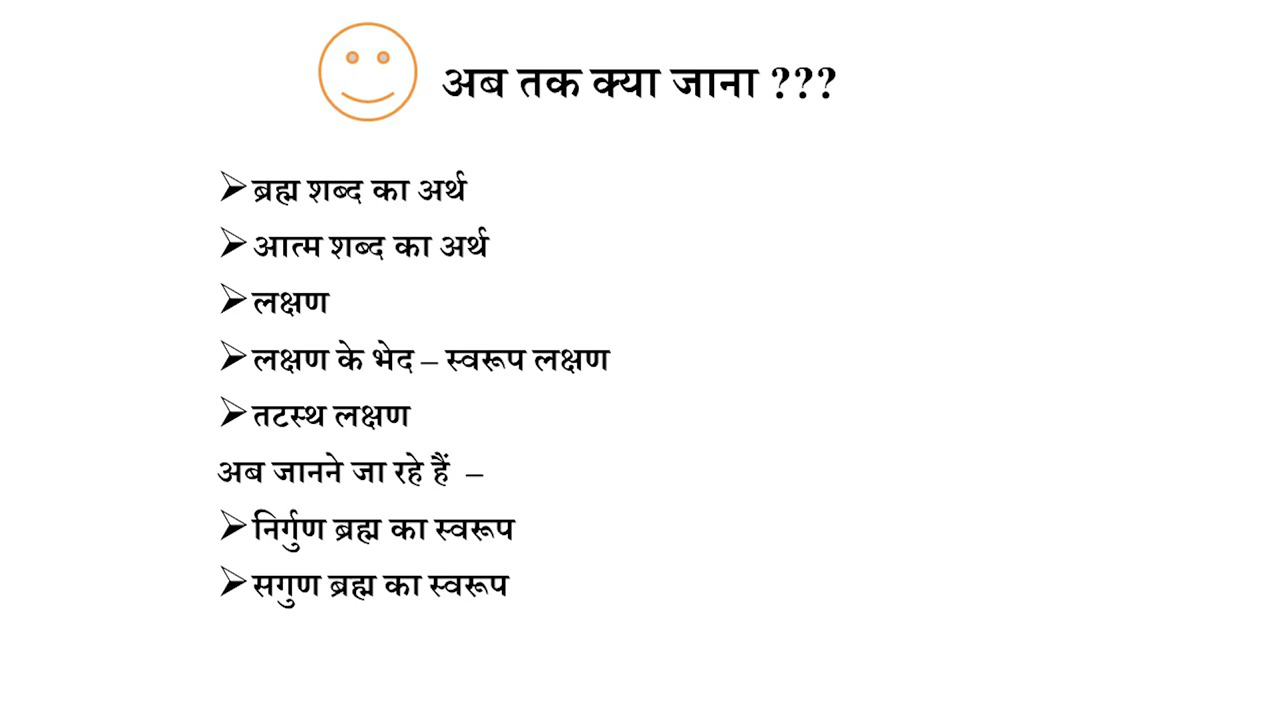 अब तक क्या जाना ???
ब्रह्म शब्द का अर्थ
आत्म शब्द का अर्थ
लक्षण
लक्षण के भेद – स्वरूप लक्षण
तटस्थ लक्षण
अब जानने जा रहे हैं –
निर्गुण ब्रह्म का स्वरूप
सगुण ब्रह्म का स्वरूप